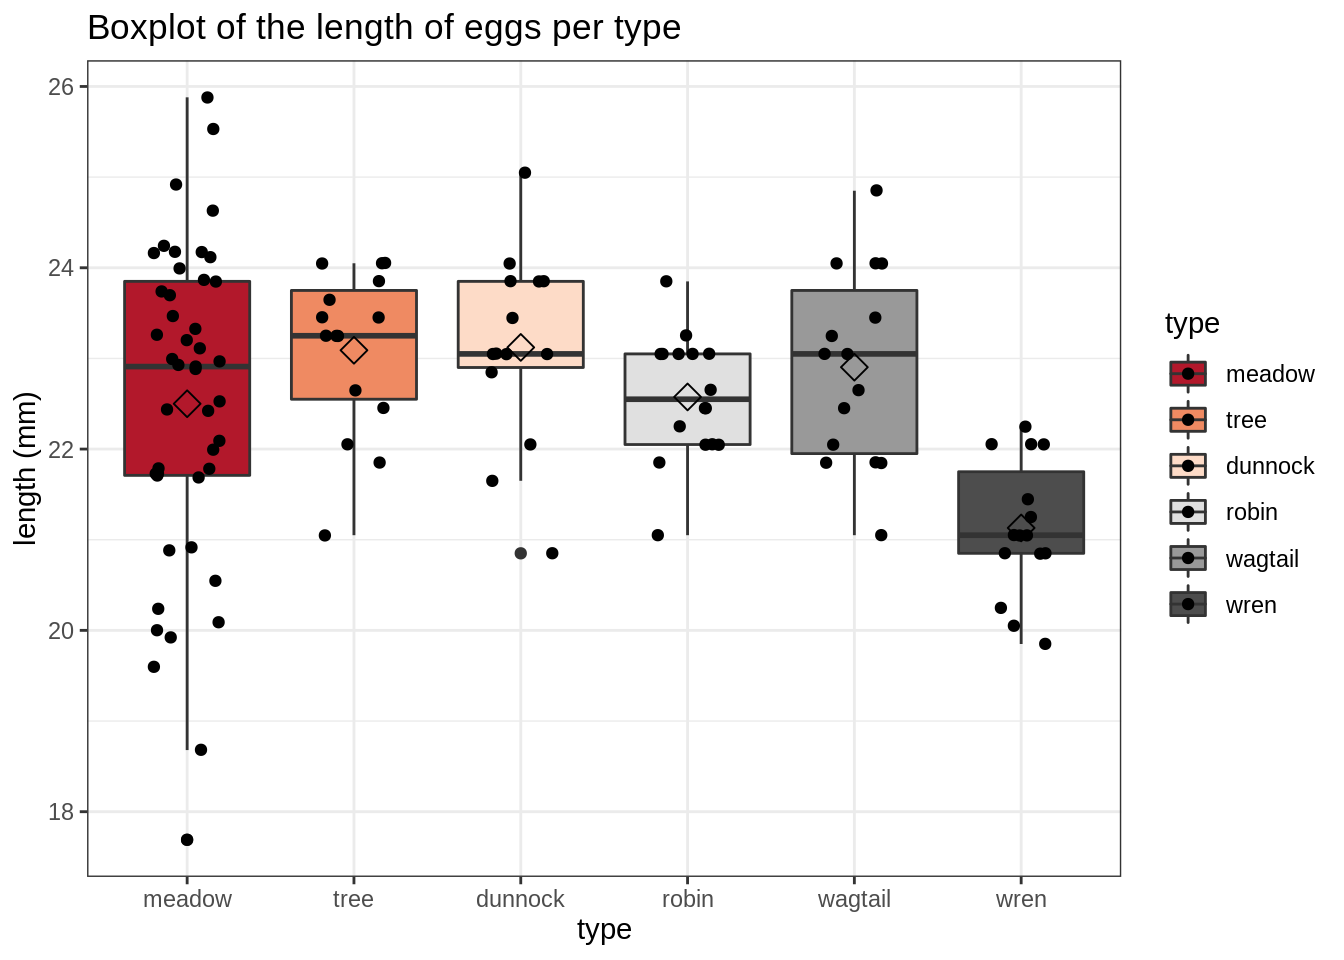 Boxplot of the length of eggs per type
26
24
22
20
18
length (mm)
meadow tree dunnock robin wagtail wren
type
type
meadow
tree
dunnock
robin
wagtail
wren